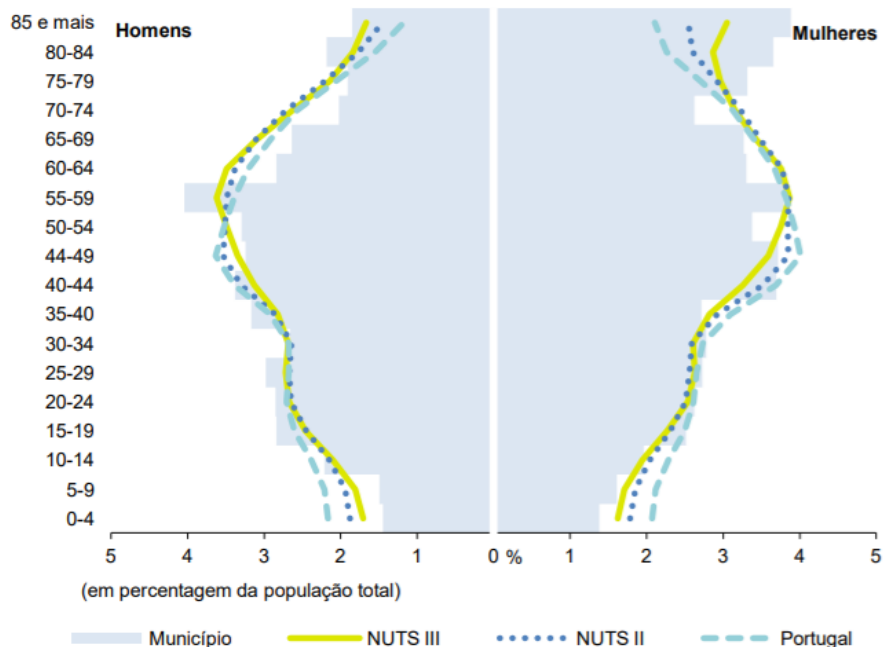 85 e mais
Homens
Mulheres
80-84
75-79
70-74
65-69
60-64
55-59
50-54
44-49
40-44
35-40
30-34
25-29
20-24
15-19
10-14
5-9
0-4
5 4 3 2 1 0 % 1 2 3 4 5
(em percentagem da população total)
Município NUTS III NUTS II Portugal